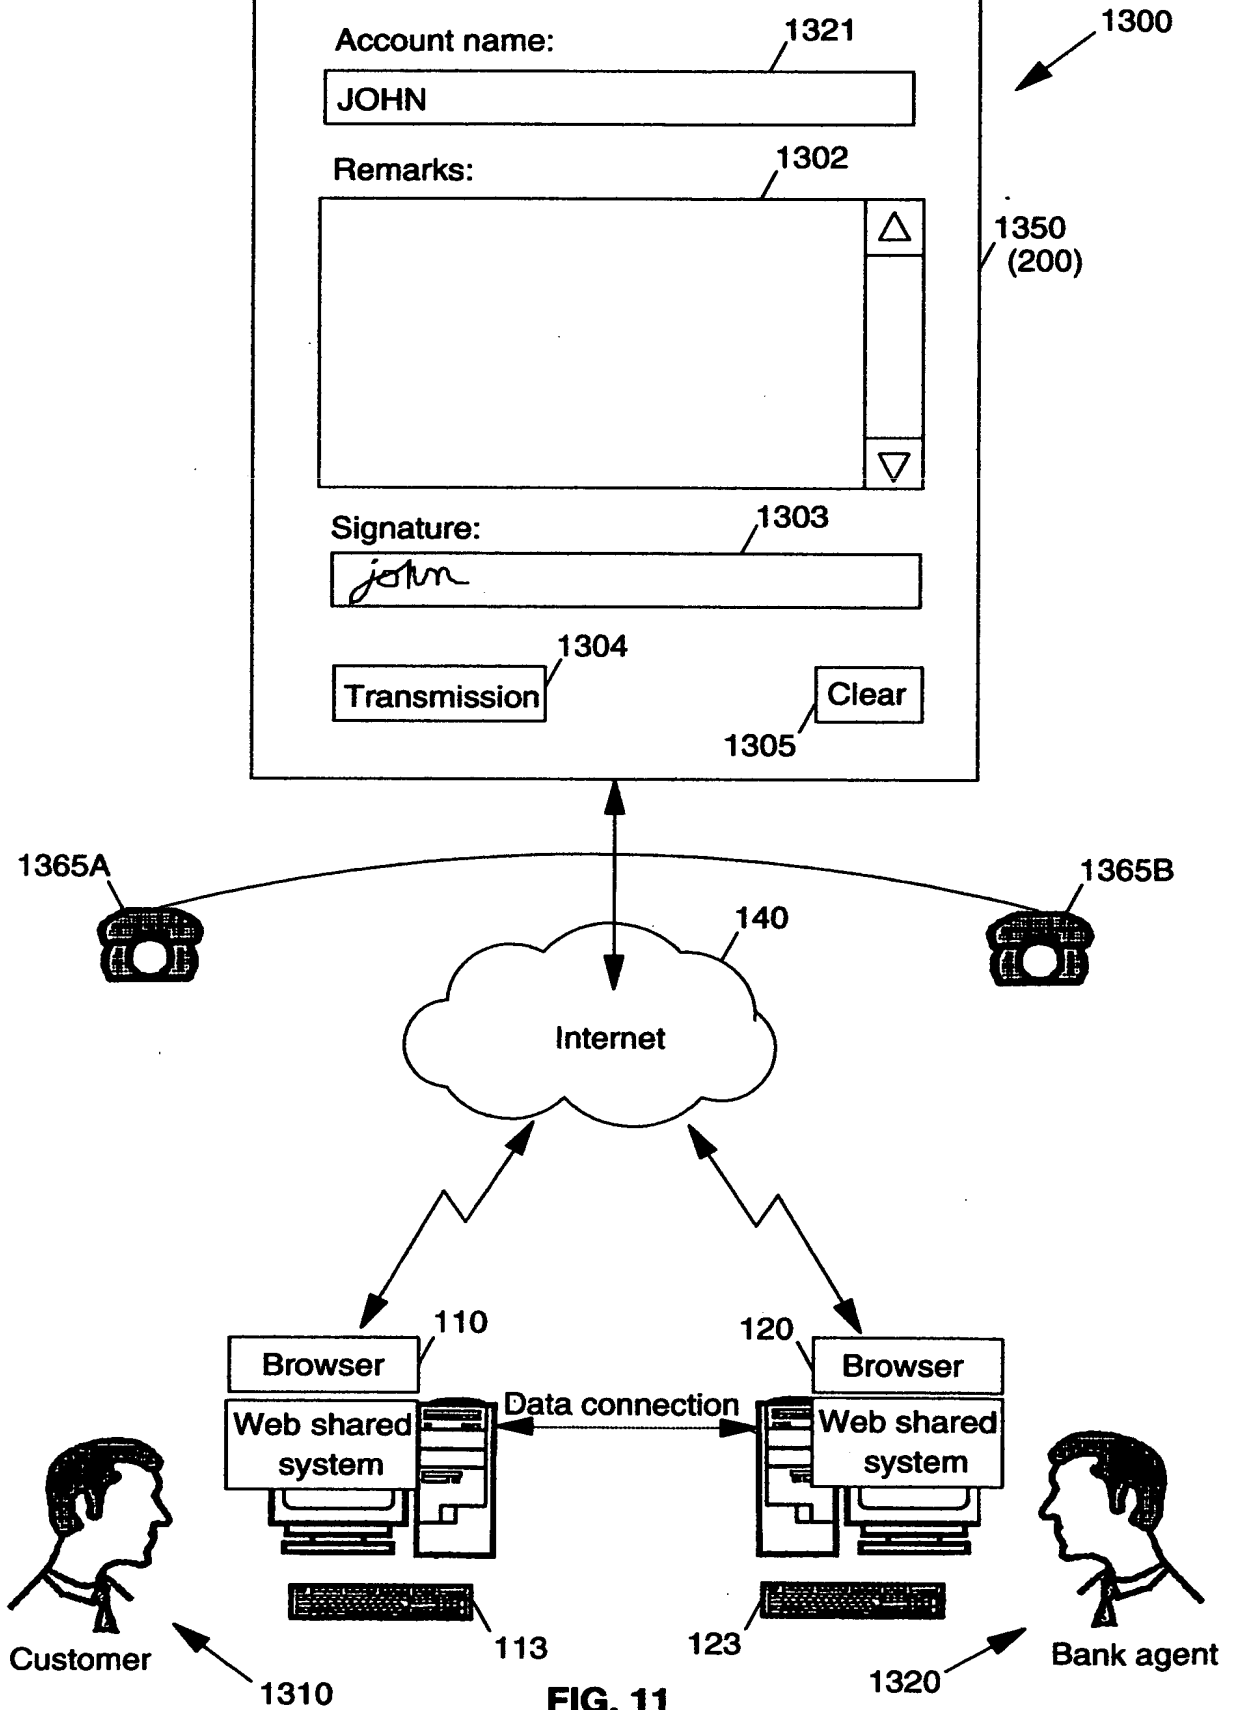 Account name:
1321
1300
JOHN
Remarks:
1302
1350
(200)
Signature:
1303
john
1304
Transmission
Clear
1305
1365A
1365B
140
Internet
110
120
Browser
Browser
Data connection
Web shared
system
Web shared
system
113
123
Customer
Bank agent
1310
1320
FIG. 11